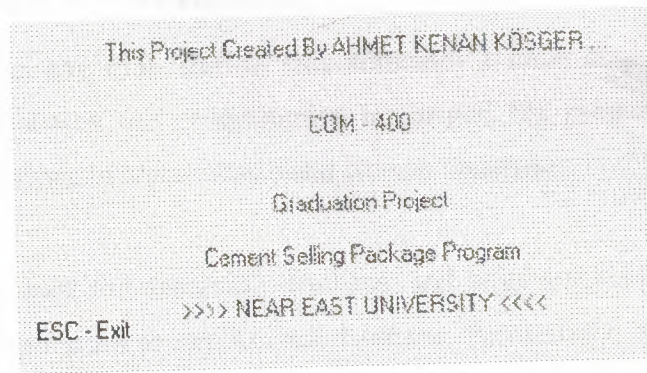 This Project Created By AHMET KENAN KÖSGER ...
COM - 400
Graduation Project
Cement Selling Package Program
>>>> NEAR EAST UNIVERSITY <<<<
ESC - Exit